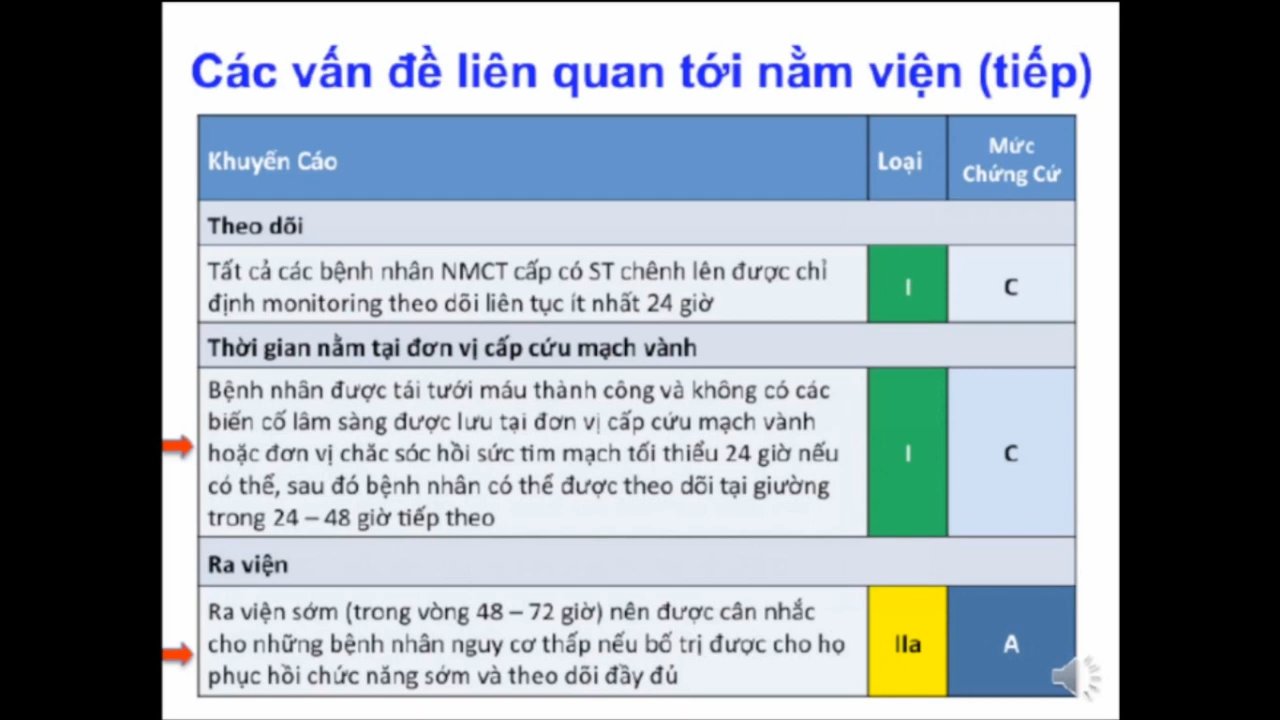 Các vấn đề liên quan tới nằm viện (tiếp)
Khuyến Cáo
Loại
Mức
Chứng Cứ
Theo dõi
Tất cả các bệnh nhân NMCT cấp có ST chênh lên được chỉ
định monitoring theo dõi liên tục ít nhất 24 giờ
I
C
Thời gian nằm tại đơn vị cấp cứu mạch vành
Bệnh nhân được tái tưới máu thành công và không có các
biến cố lâm sàng được lưu tại đơn vị cấp cứu mạch vành
hoặc đơn vị chăc sóc hồi sức tim mạch tối thiểu 24 giờ nếu
có thể, sau đó bệnh nhân có thể được theo dõi tại giường
trong 24 – 48 giờ tiếp theo
I
C
Ra viện
Ra viện sớm (trong vòng 48 – 72 giờ) nên được cân nhắc
cho những bệnh nhân nguy cơ thấp nếu bố trị được cho họ
phục hồi chức năng sớm và theo dõi đầy đủ
IIa
A